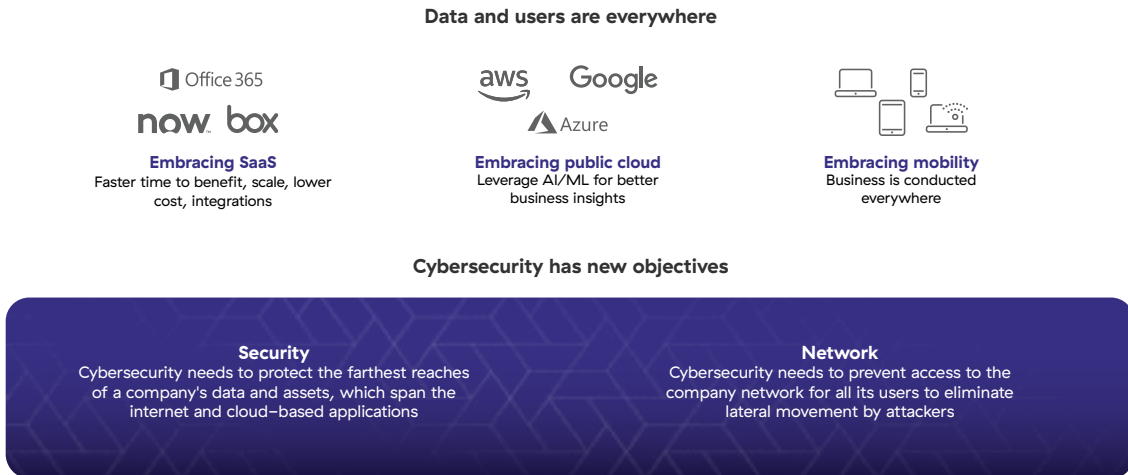 Data and users are everywhere
Office 365
now™ box
Embracing SaaS
Faster time to benefit, scale, lower
cost, integrations
aws Google
Azure
Embracing public cloud
Leverage AI/ML for better
business insights
Embracing mobility
Business is conducted
everywhere
Cybersecurity has new objectives
Security
Cybersecurity needs to protect the farthest reaches
of a company's data and assets, which span the
internet and cloud-based applications
Network
Cybersecurity needs to prevent access to the
company network for all its users to eliminate
lateral movement by attackers